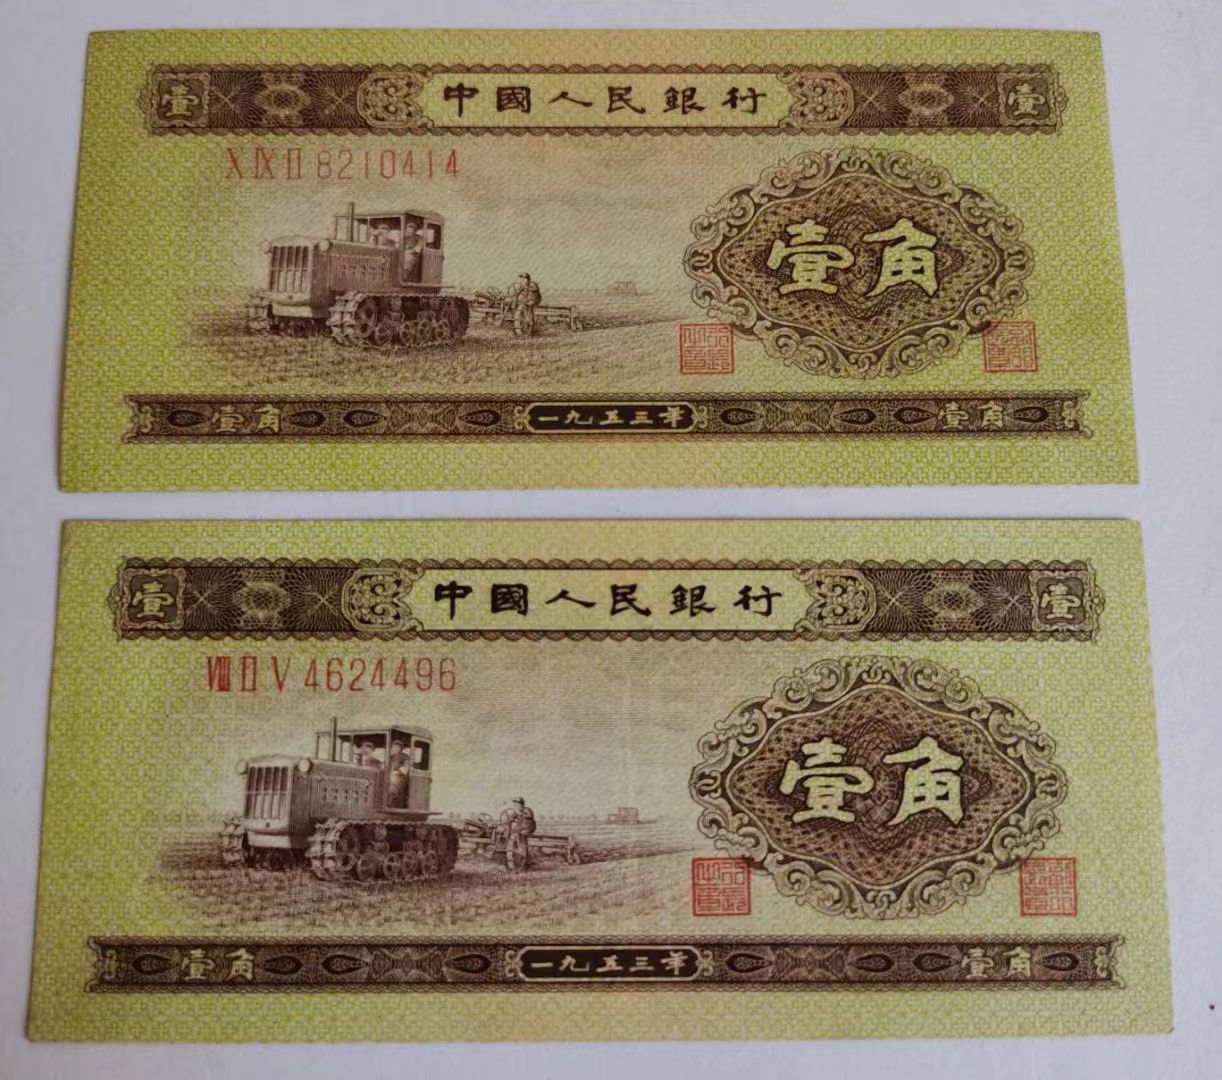 壹 中國人民銀行 壹
X IX II 8210414
壹角
壹角 一九五三年 壹角
壹 中國人民銀行 壹
VIII II V 4624496
壹角
壹角 一九五三年 壹角